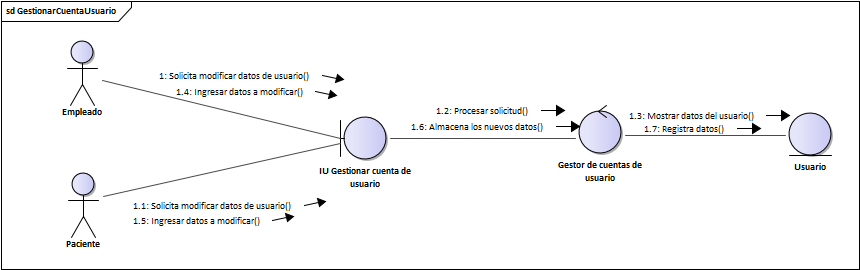 sd GestionarCuentaUsuario
1: Solicita modificar datos de usuario()
1.4: Ingresar datos a modificar()
Empleado
1.2: Procesar solicitud()
1.6: Almacena los nuevos datos()
1.3: Mostrar datos del usuario()
1.7: Registra datos()
IU Gestionar cuenta de
usuario
Gestor de cuentas de
usuario
Usuario
1.1: Solicita modificar datos de usuario()
1.5: Ingresar datos a modificar()
Paciente